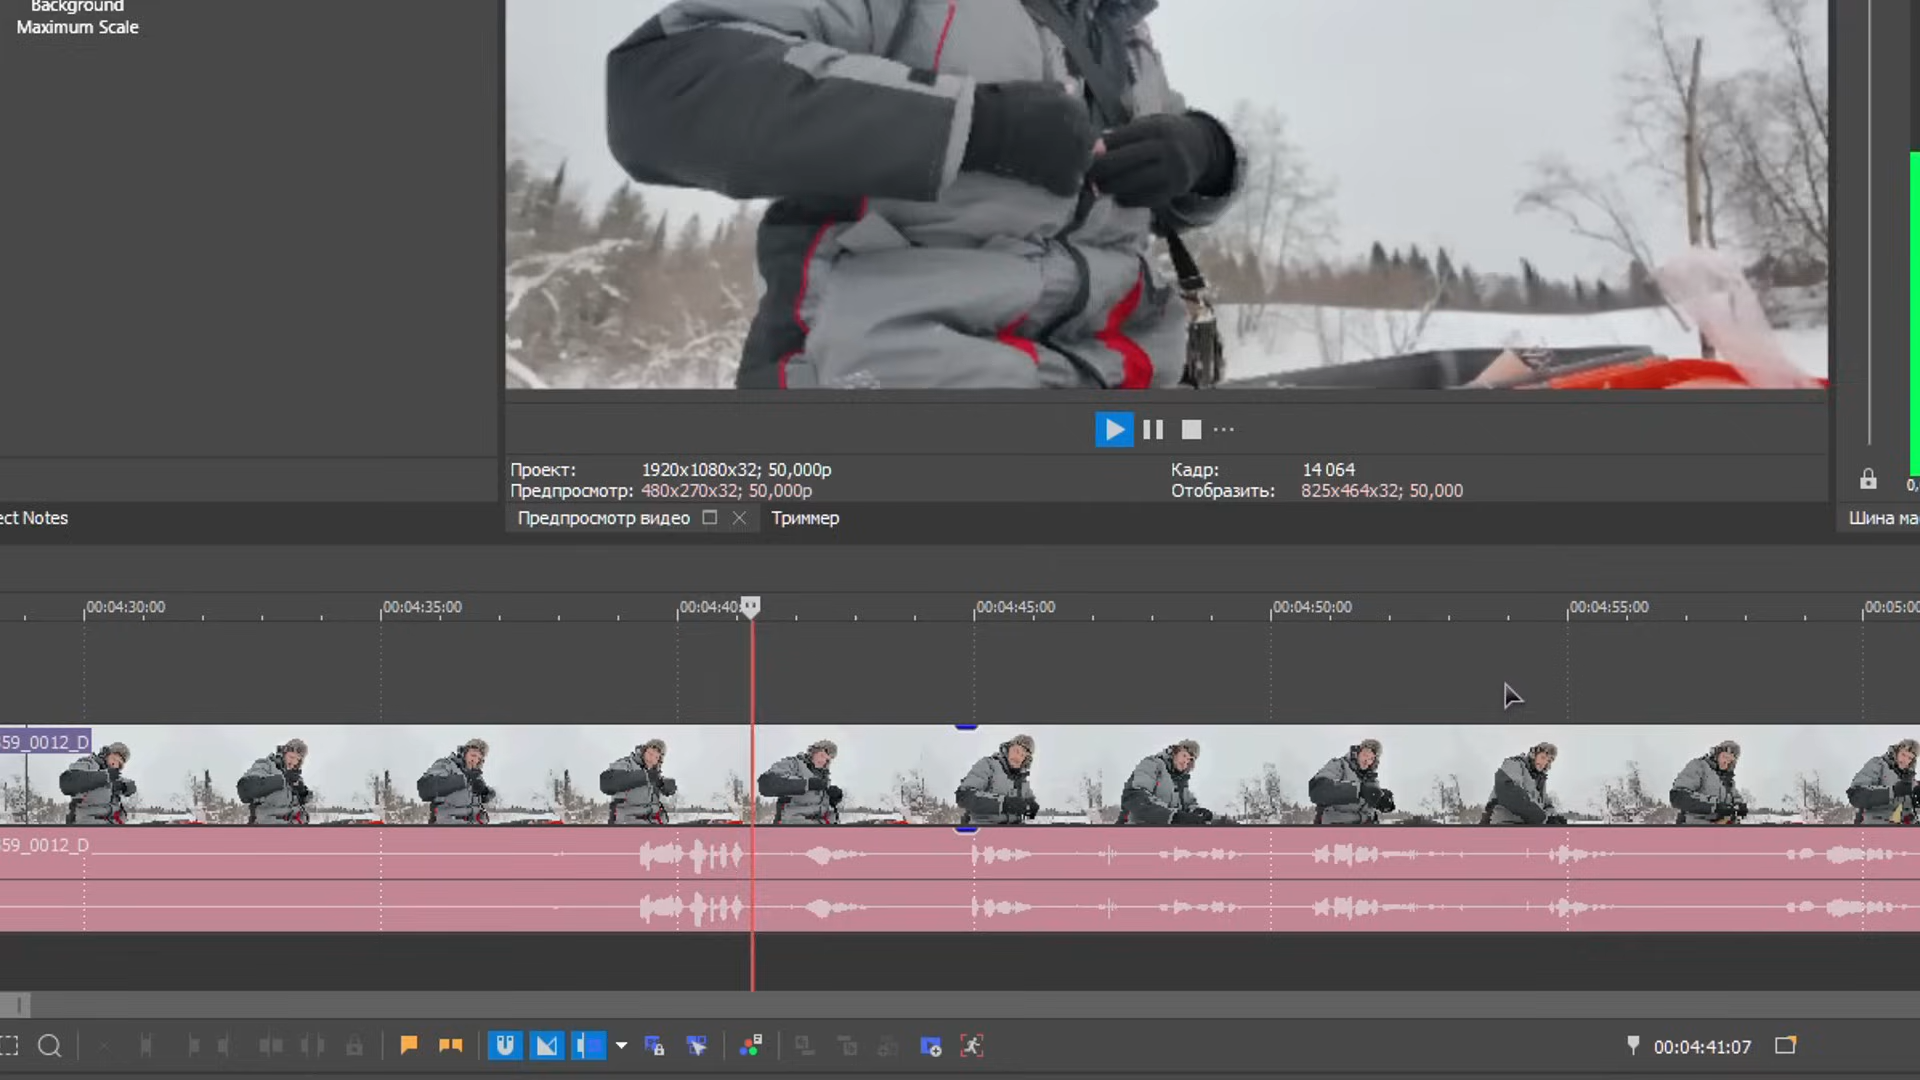 Background
Maximum Scale
Проект: 1920x1080x32; 50,000p
Предпросмотр: 480x270x32; 50,000p
Кадр: 14 064
Отобразить: 825x464x32; 50,000
0,
ect Notes
Предпросмотр видео
Триммер
Шина ма
00:04:30:00
00:04:35:00
00:04:40:
00:04:45:00
00:04:50:00
00:04:55:00
00:05:00
59_0012_D
59_0012_D
00:04:41:07